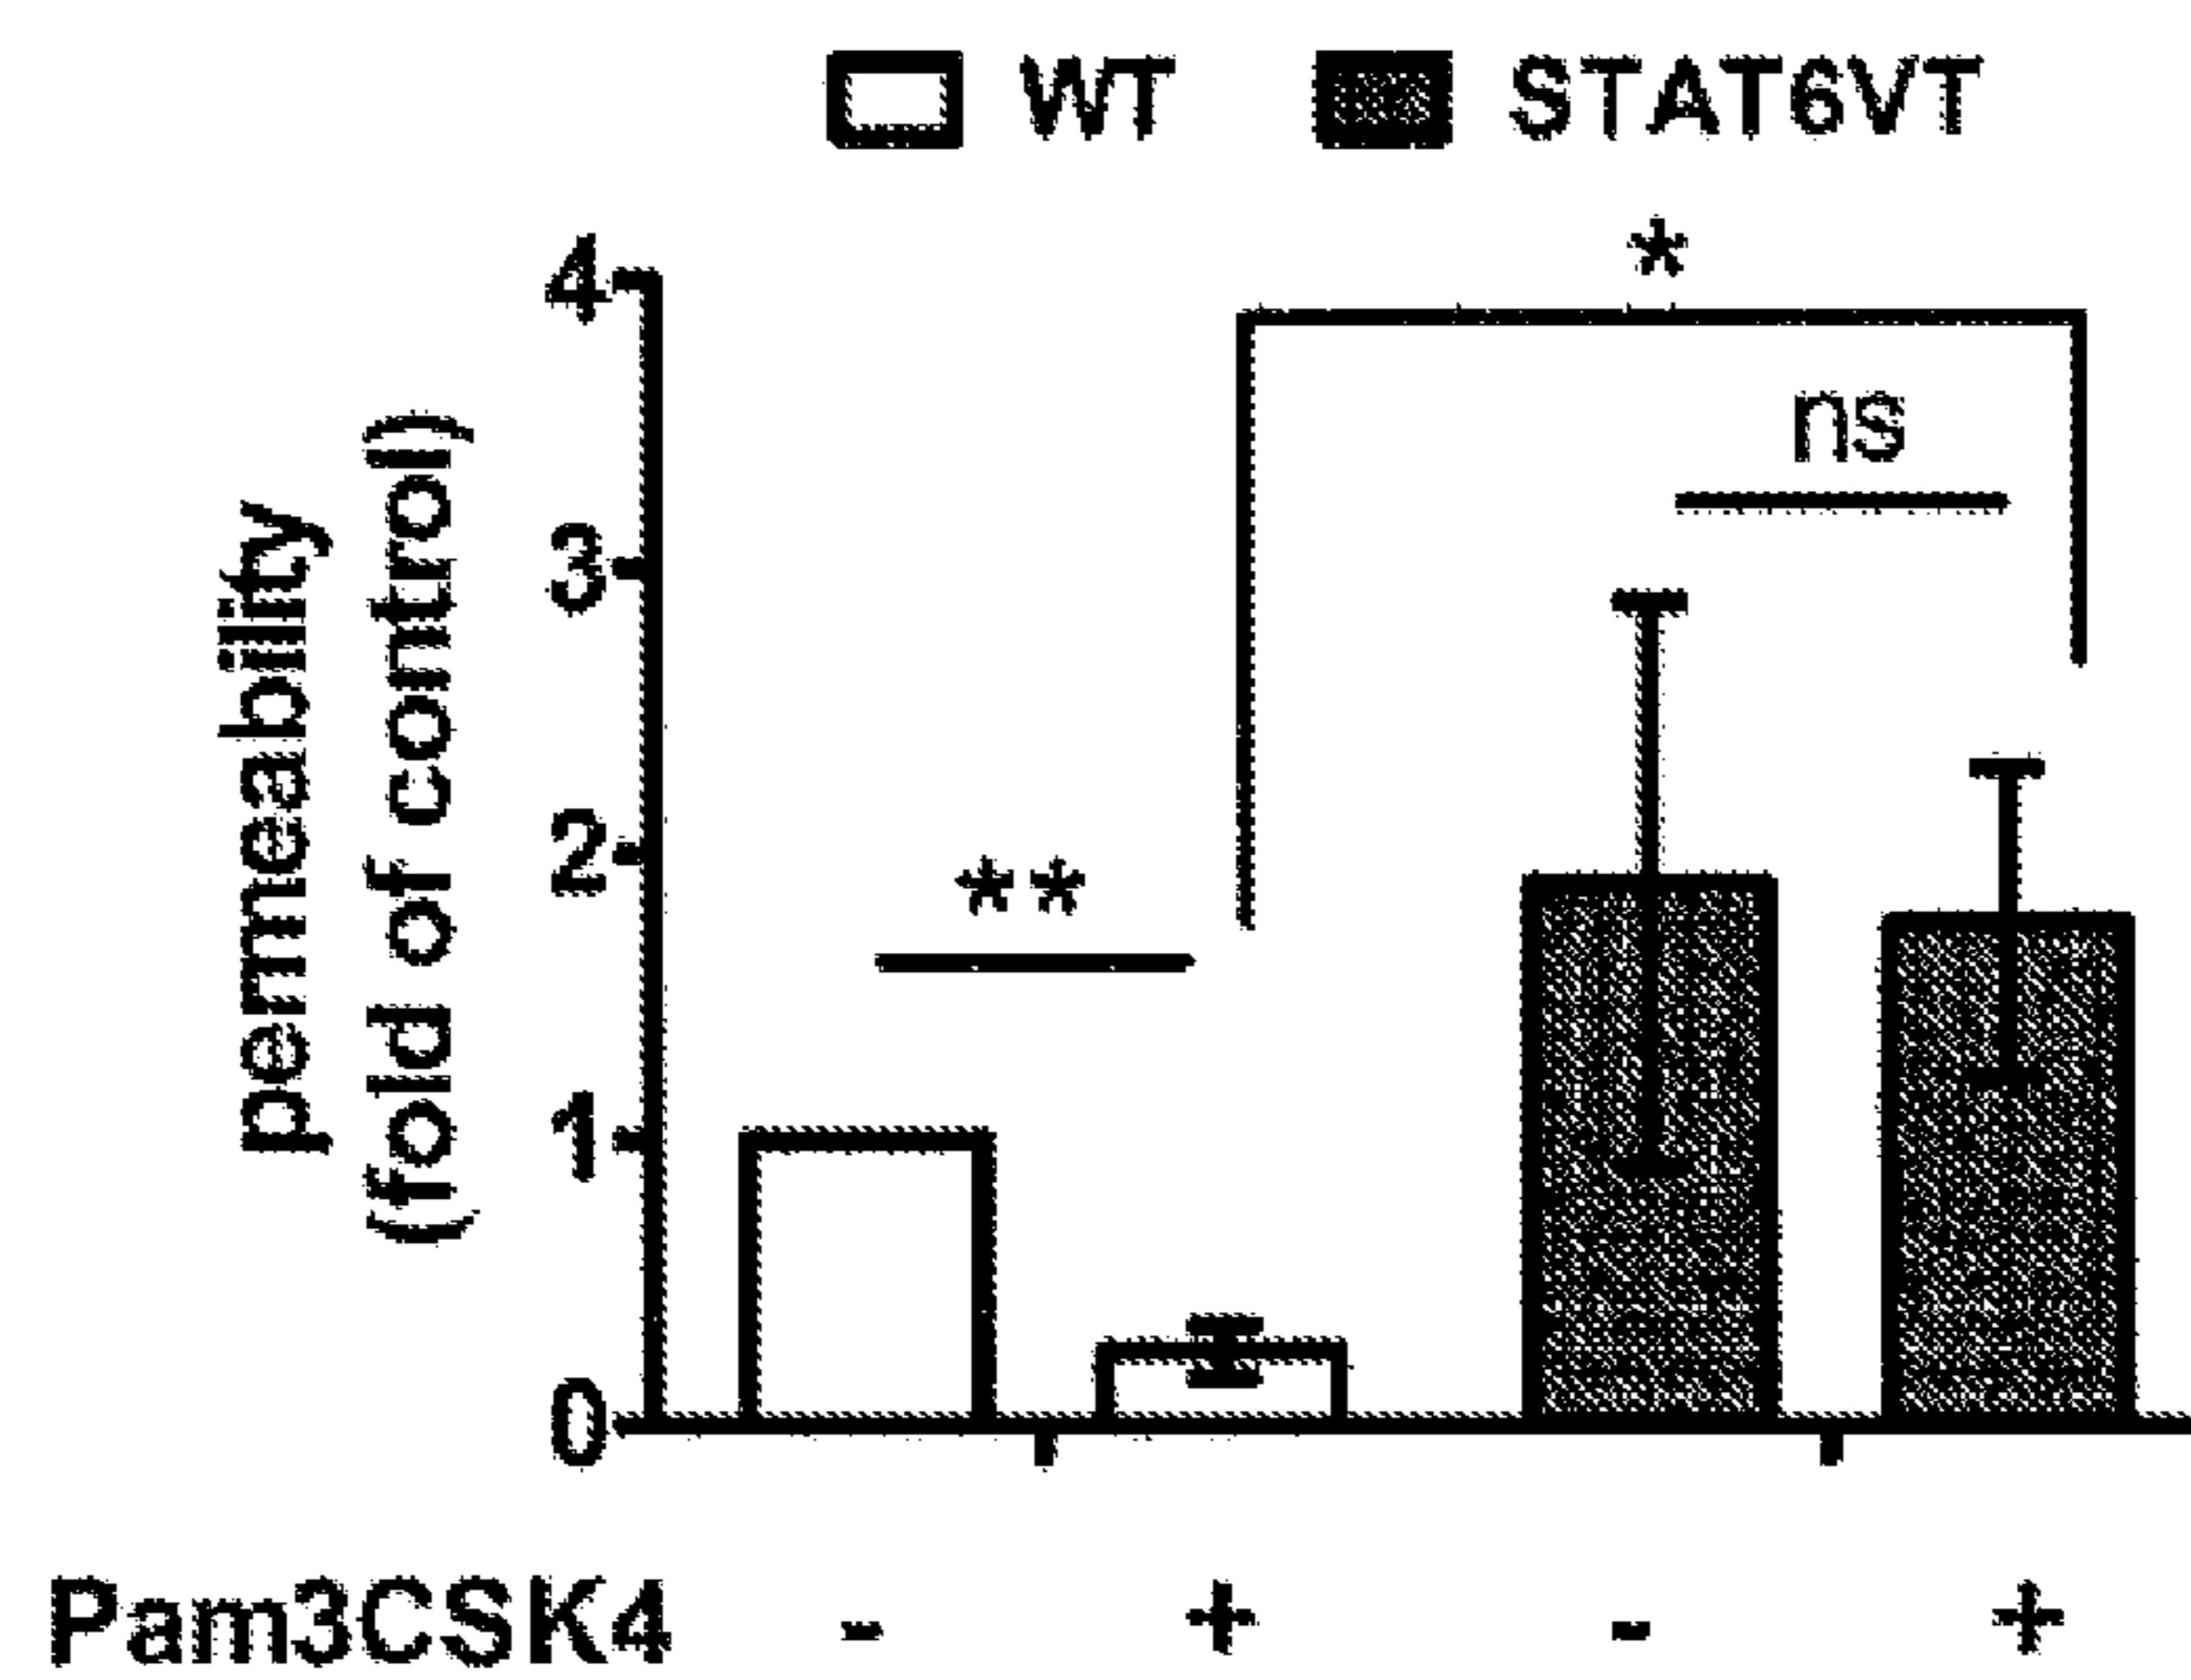 WT STAT6VT
*
4
ns
3
permeability
(fold of control)
2
**
1
0
Pam3CSK4 - + - +